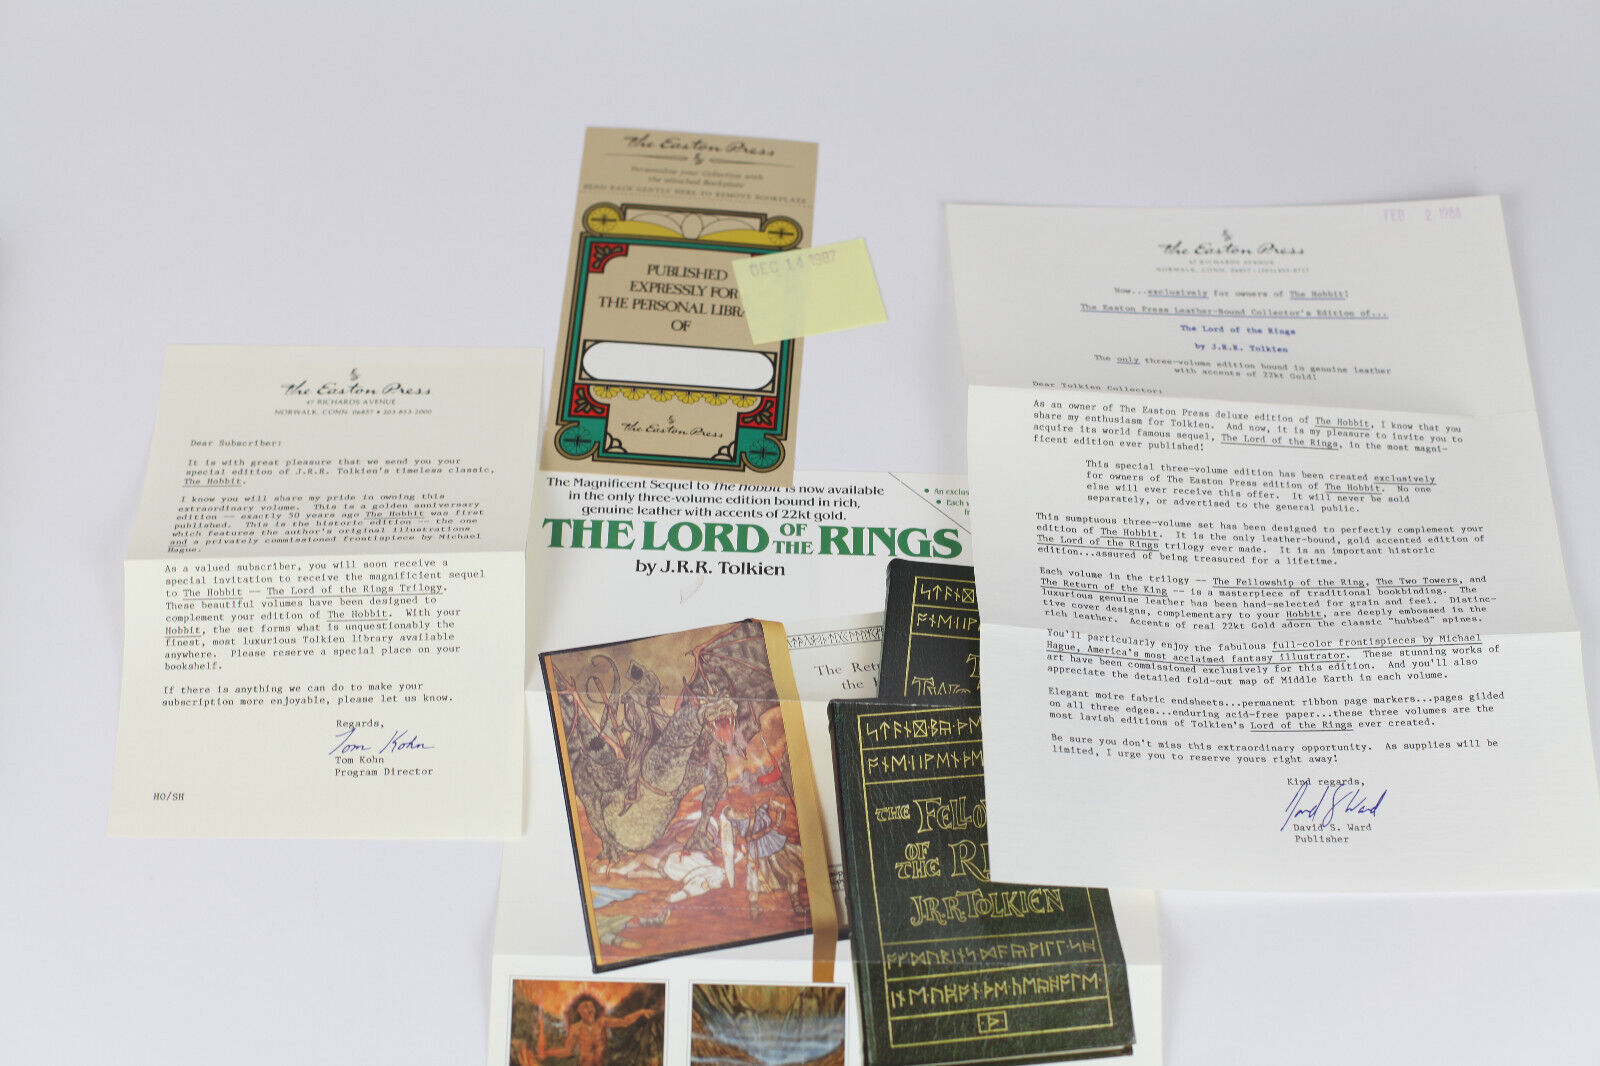 The Easton Press
47 RICHARDS AVENUE
NORWALK, CONN. 06857 • 203-853-2000
Dear Subscriber:
It is with great pleasure that we send you your
special edition of J.R.R. Tolkien's timeless classic,
The Hobbit.
I know you will share my pride in owning this
extraordinary volume. This is a golden anniversary
edition -- exactly 50 years ago The Hobbit was first
published. This is the historic edition -- the one
which features the author's original illustrations
and a privately commissioned frontispiece by Michael
Hague.
As a valued subscriber, you will soon receive a
special invitation to receive the magnificient sequel
to The Hobbit -- The Lord of the Rings Trilogy.
These beautiful volumes have been designed to
complement your edition of The Hobbit. With your
Hobbit, the set forms what is unquestionably the
finest, most luxurious Tolkien library available
anywhere. Please reserve a special place on your
bookshelf.
If there is anything we can do to make your
subscription more enjoyable, please let us know.
Regards,
Tom Kohn
Tom Kohn
Program Director
HO/SH
The Easton Press
Personalize your Collection with
the attached Bookplate
BEND BACK GENTLY HERE TO REMOVE BOOKPLATE
PUBLISHED
EXPRESSLY FOR
THE PERSONAL LIBRA
OF
The Easton Press
DEC 14 1987
The Magnificent Sequel to The Hobbit is now available
in the only three-volume edition bound in rich,
genuine leather with accents of 22kt gold.
THE LORD OF THE RINGS
by J.R.R. Tolkien
• An exclus
• Each v
The Retu
the
THE FELLO
OF
THE RI
J.R.R. TOLKIEN
FEB 2 1988
The Easton Press
47 RICHARDS AVENUE
NORWALK, CONN. 06857 •
Now...exclusively for owners of The Hobbit!
The Easton Press Leather-Bound Collector's Edition of...
The Lord of the Rings
by J.R.R. Tolkien
The only three-volume edition bound in genuine leather
with accents of 22kt Gold!
Dear Tolkien Collector:
As an owner of The Easton Press deluxe edition of The Hobbit, I know that you
share my enthusiasm for Tolkien. And now, it is my pleasure to invite you to
acquire its world famous sequel, The Lord of the Rings, in the most magni-
ficent edition ever published!
This special three-volume edition has been created exclusively
for owners of The Easton Press edition of The Hobbit. No one
else will ever receive this offer. It will never be sold
separately, or advertised to the general public.
This sumptuous three-volume set has been designed to perfectly complement your
edition of The Hobbit. It is the only leather-bound, gold accented edition of
The Lord of the Rings trilogy ever made. It is an important historic
edition...assured of being treasured for a lifetime.
Each volume in the trilogy -- The Fellowship of the Ring, The Two Towers, and
The Return of the King -- is a masterpiece of traditional bookbinding. The
luxurious genuine leather has been hand-selected for grain and feel. Distinc-
tive cover designs, complementary to your Hobbit, are deeply embossed in the
rich leather. Accents of real 22kt Gold adorn the classic "hubbed" spines.
You'll particularly enjoy the fabulous full-color frontispieces by Michael
Hague, America's most acclaimed fantasy illustrator. These stunning works of
art have been commissioned exclusively for this edition. And you'll also
appreciate the detailed fold-out map of Middle Earth in each volume.
Elegant moire fabric endsheets...permanent ribbon page markers...pages gilded
on all three edges...enduring acid-free paper...these three volumes are the
most lavish editions of Tolkien's Lord of the Rings ever created.
Be sure you don't miss this extraordinary opportunity. As supplies will be
limited, I urge you to reserve yours right away!
Kind regards,
David S Ward
David S. Ward
Publisher